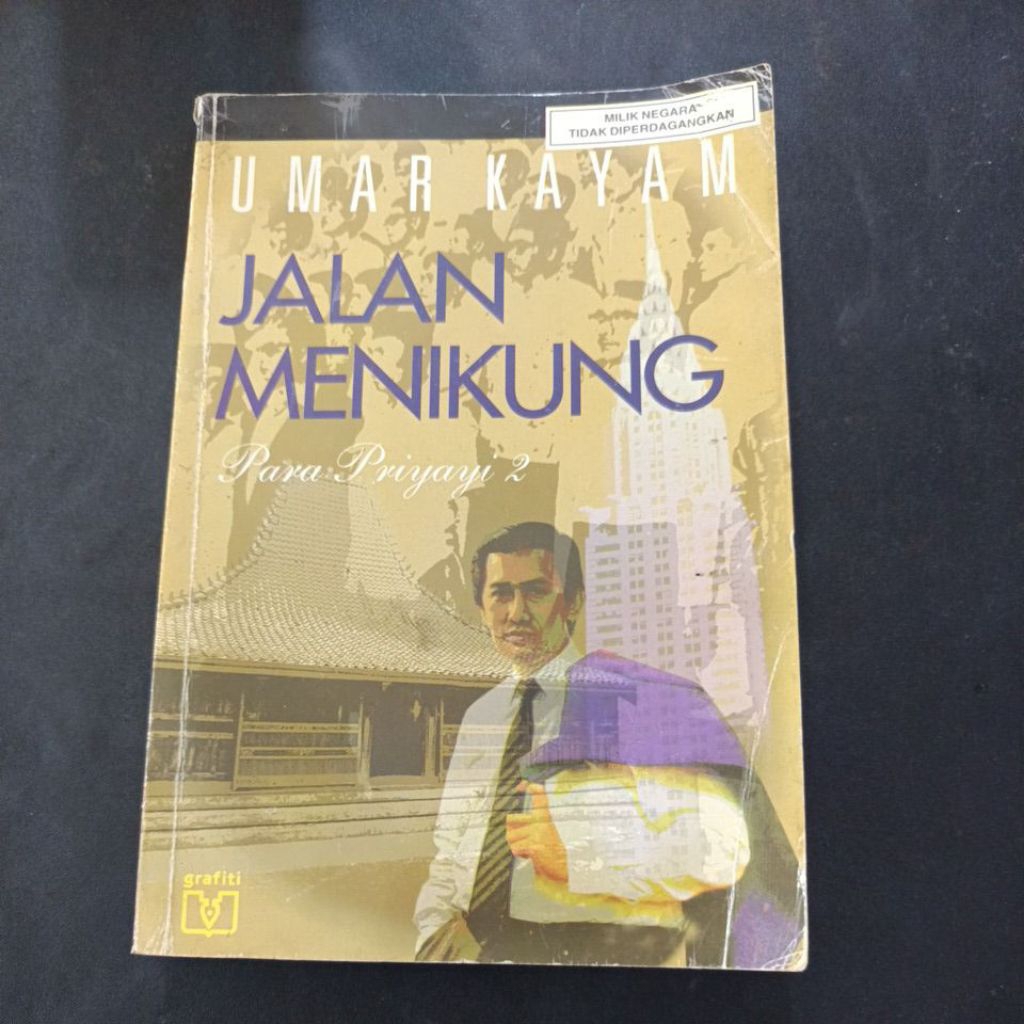 MILIK NEGARA
TIDAK DIPERDAGANGKAN
UMAR KAYAM
JALAN
MENIKUNG
Para Priyayi 2
grafiti